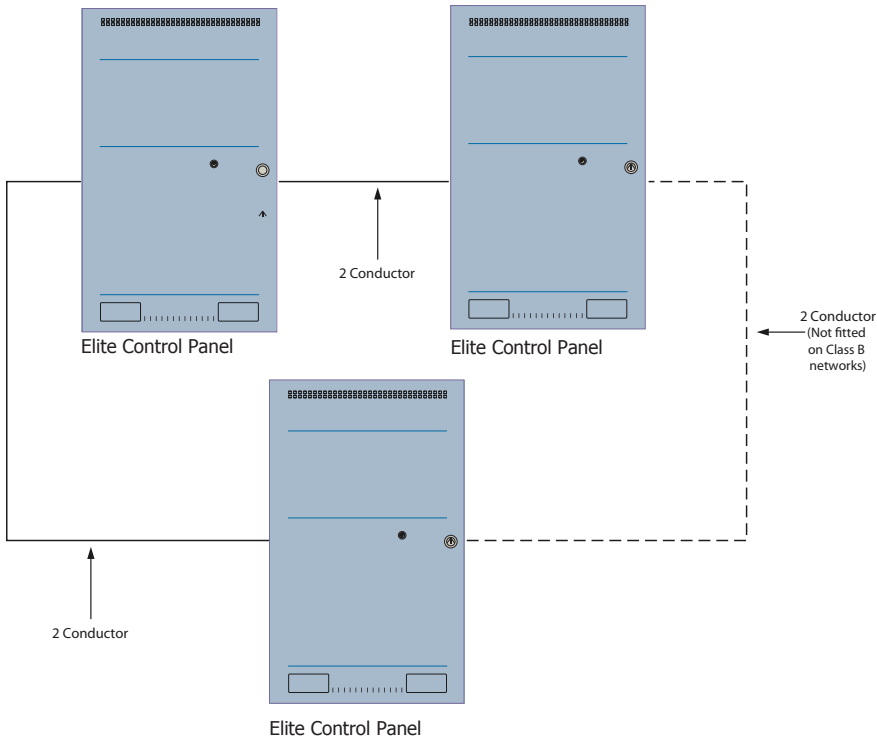 2 Conductor
Elite Control Panel
Elite Control Panel
2 Conductor
(Not fitted
on Class B
networks)
2 Conductor
Elite Control Panel